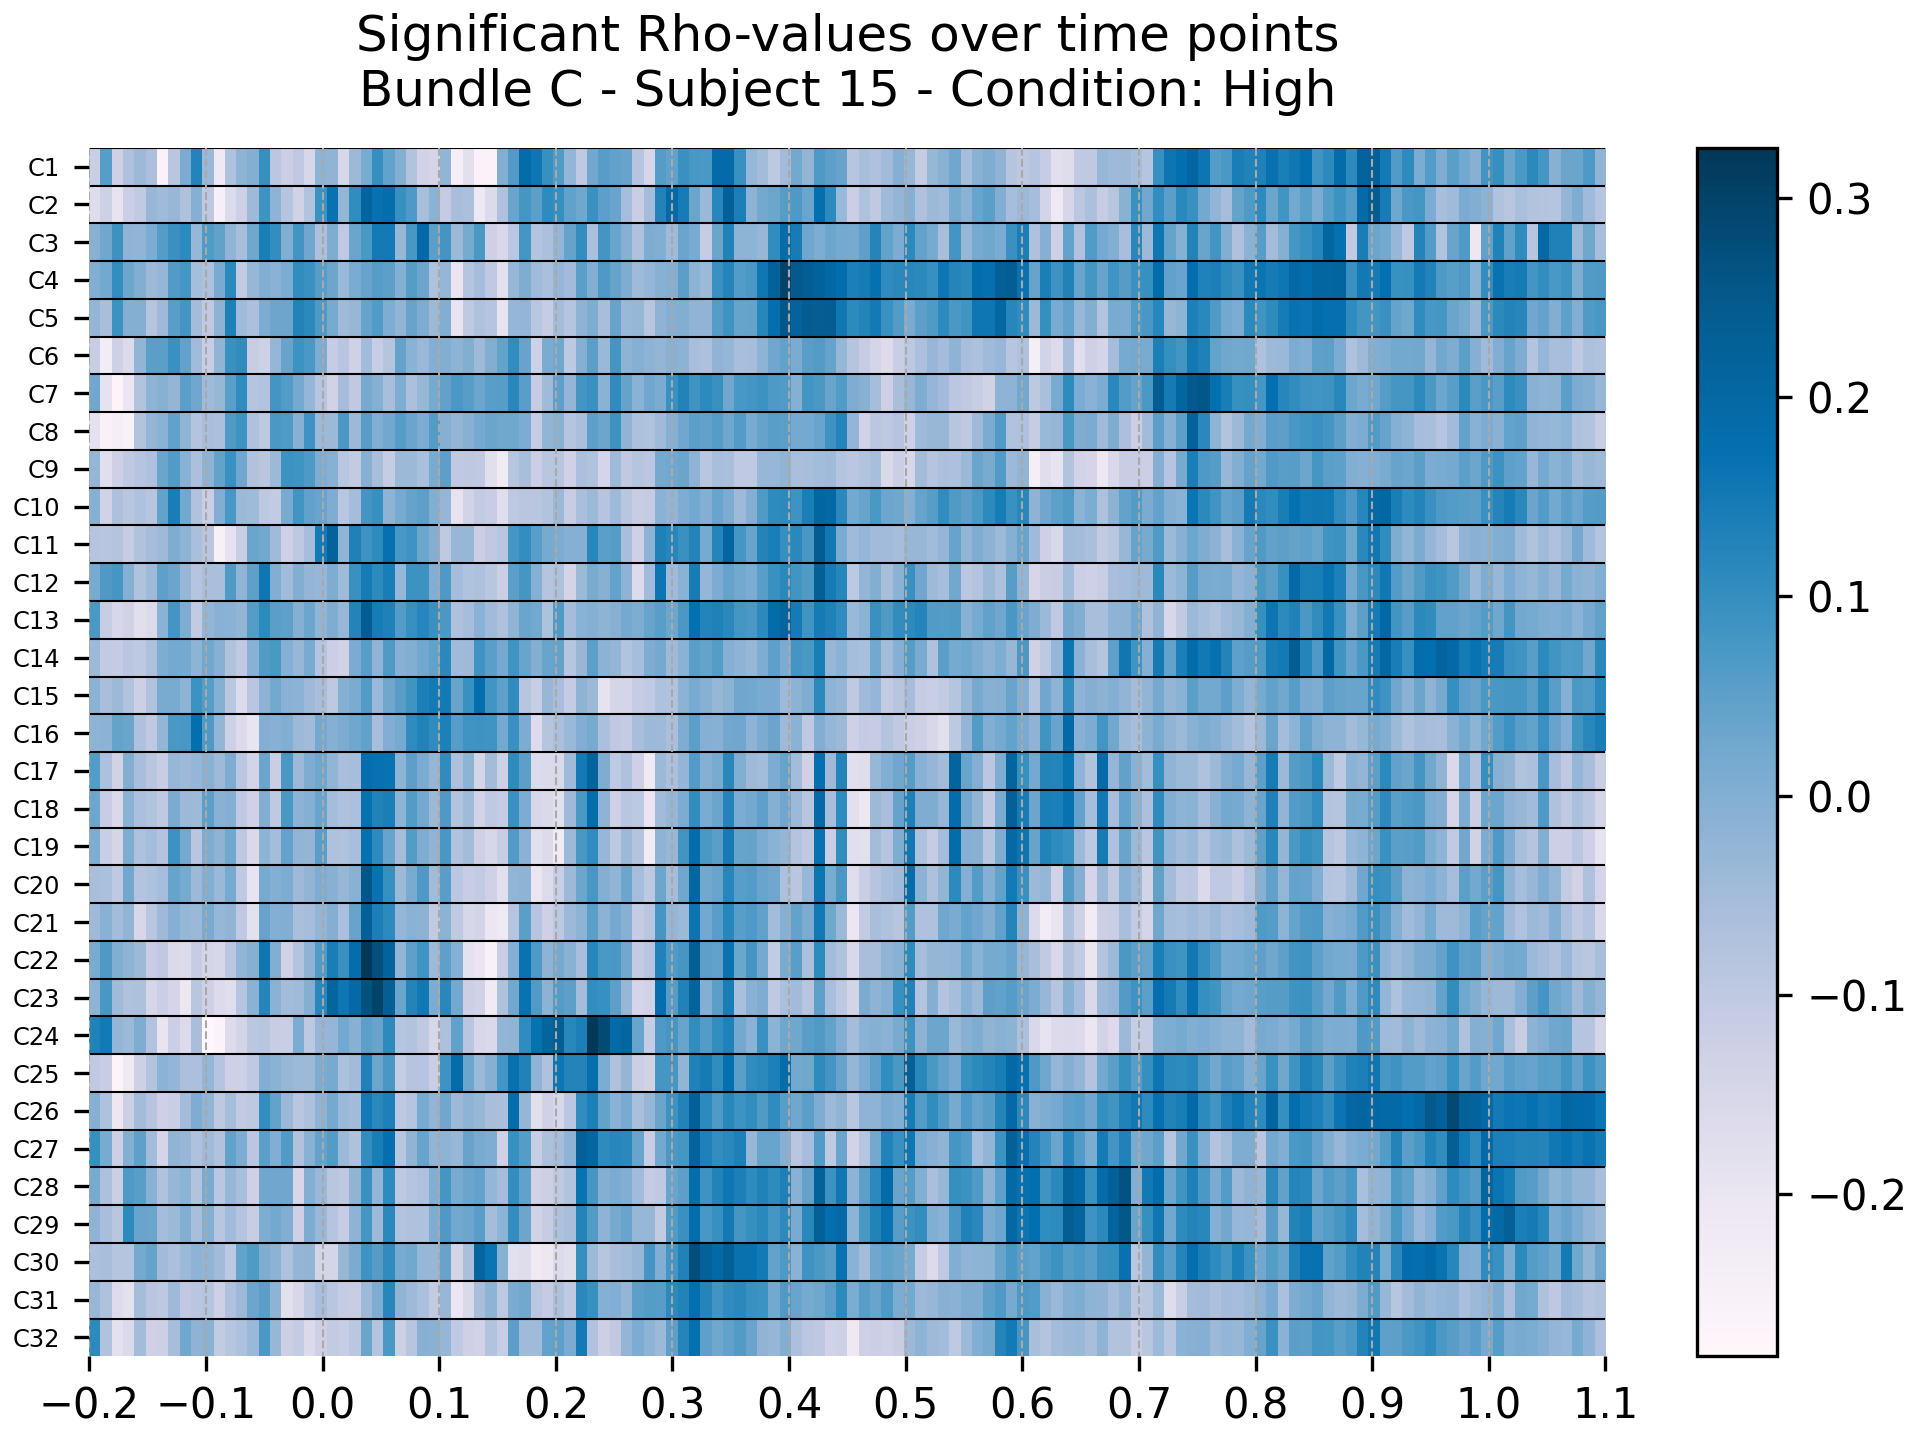 Significant Rho-values over time points
Bundle C - Subject 15 - Condition: High
C1
C2
C3
C4
C5
C6
C7
C8
C9
C10
C11
C12
C13
C14
C15
C16
C17
C18
C19
C20
C21
C22
C23
C24
C25
C26
C27
C28
C29
C30
C31
C32
−0.2 −0.1 0.0 0.1 0.2 0.3 0.4 0.5 0.6 0.7 0.8 0.9 1.0 1.1
0.3
0.2
0.1
0.0
−0.1
−0.2